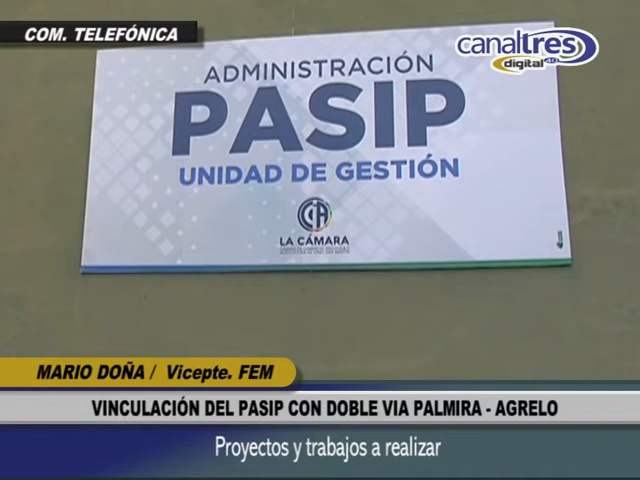 COM. TELEFÓNICA
canaltres
digital
ADMINISTRACIÓN
PASIP
UNIDAD DE GESTIÓN
LA CÁMARA
MARIO DOÑA / Vicepte. FEM
VINCULACIÓN DEL PASIP CON DOBLE VIA PALMIRA - AGRELO
Proyectos y trabajos a realizar